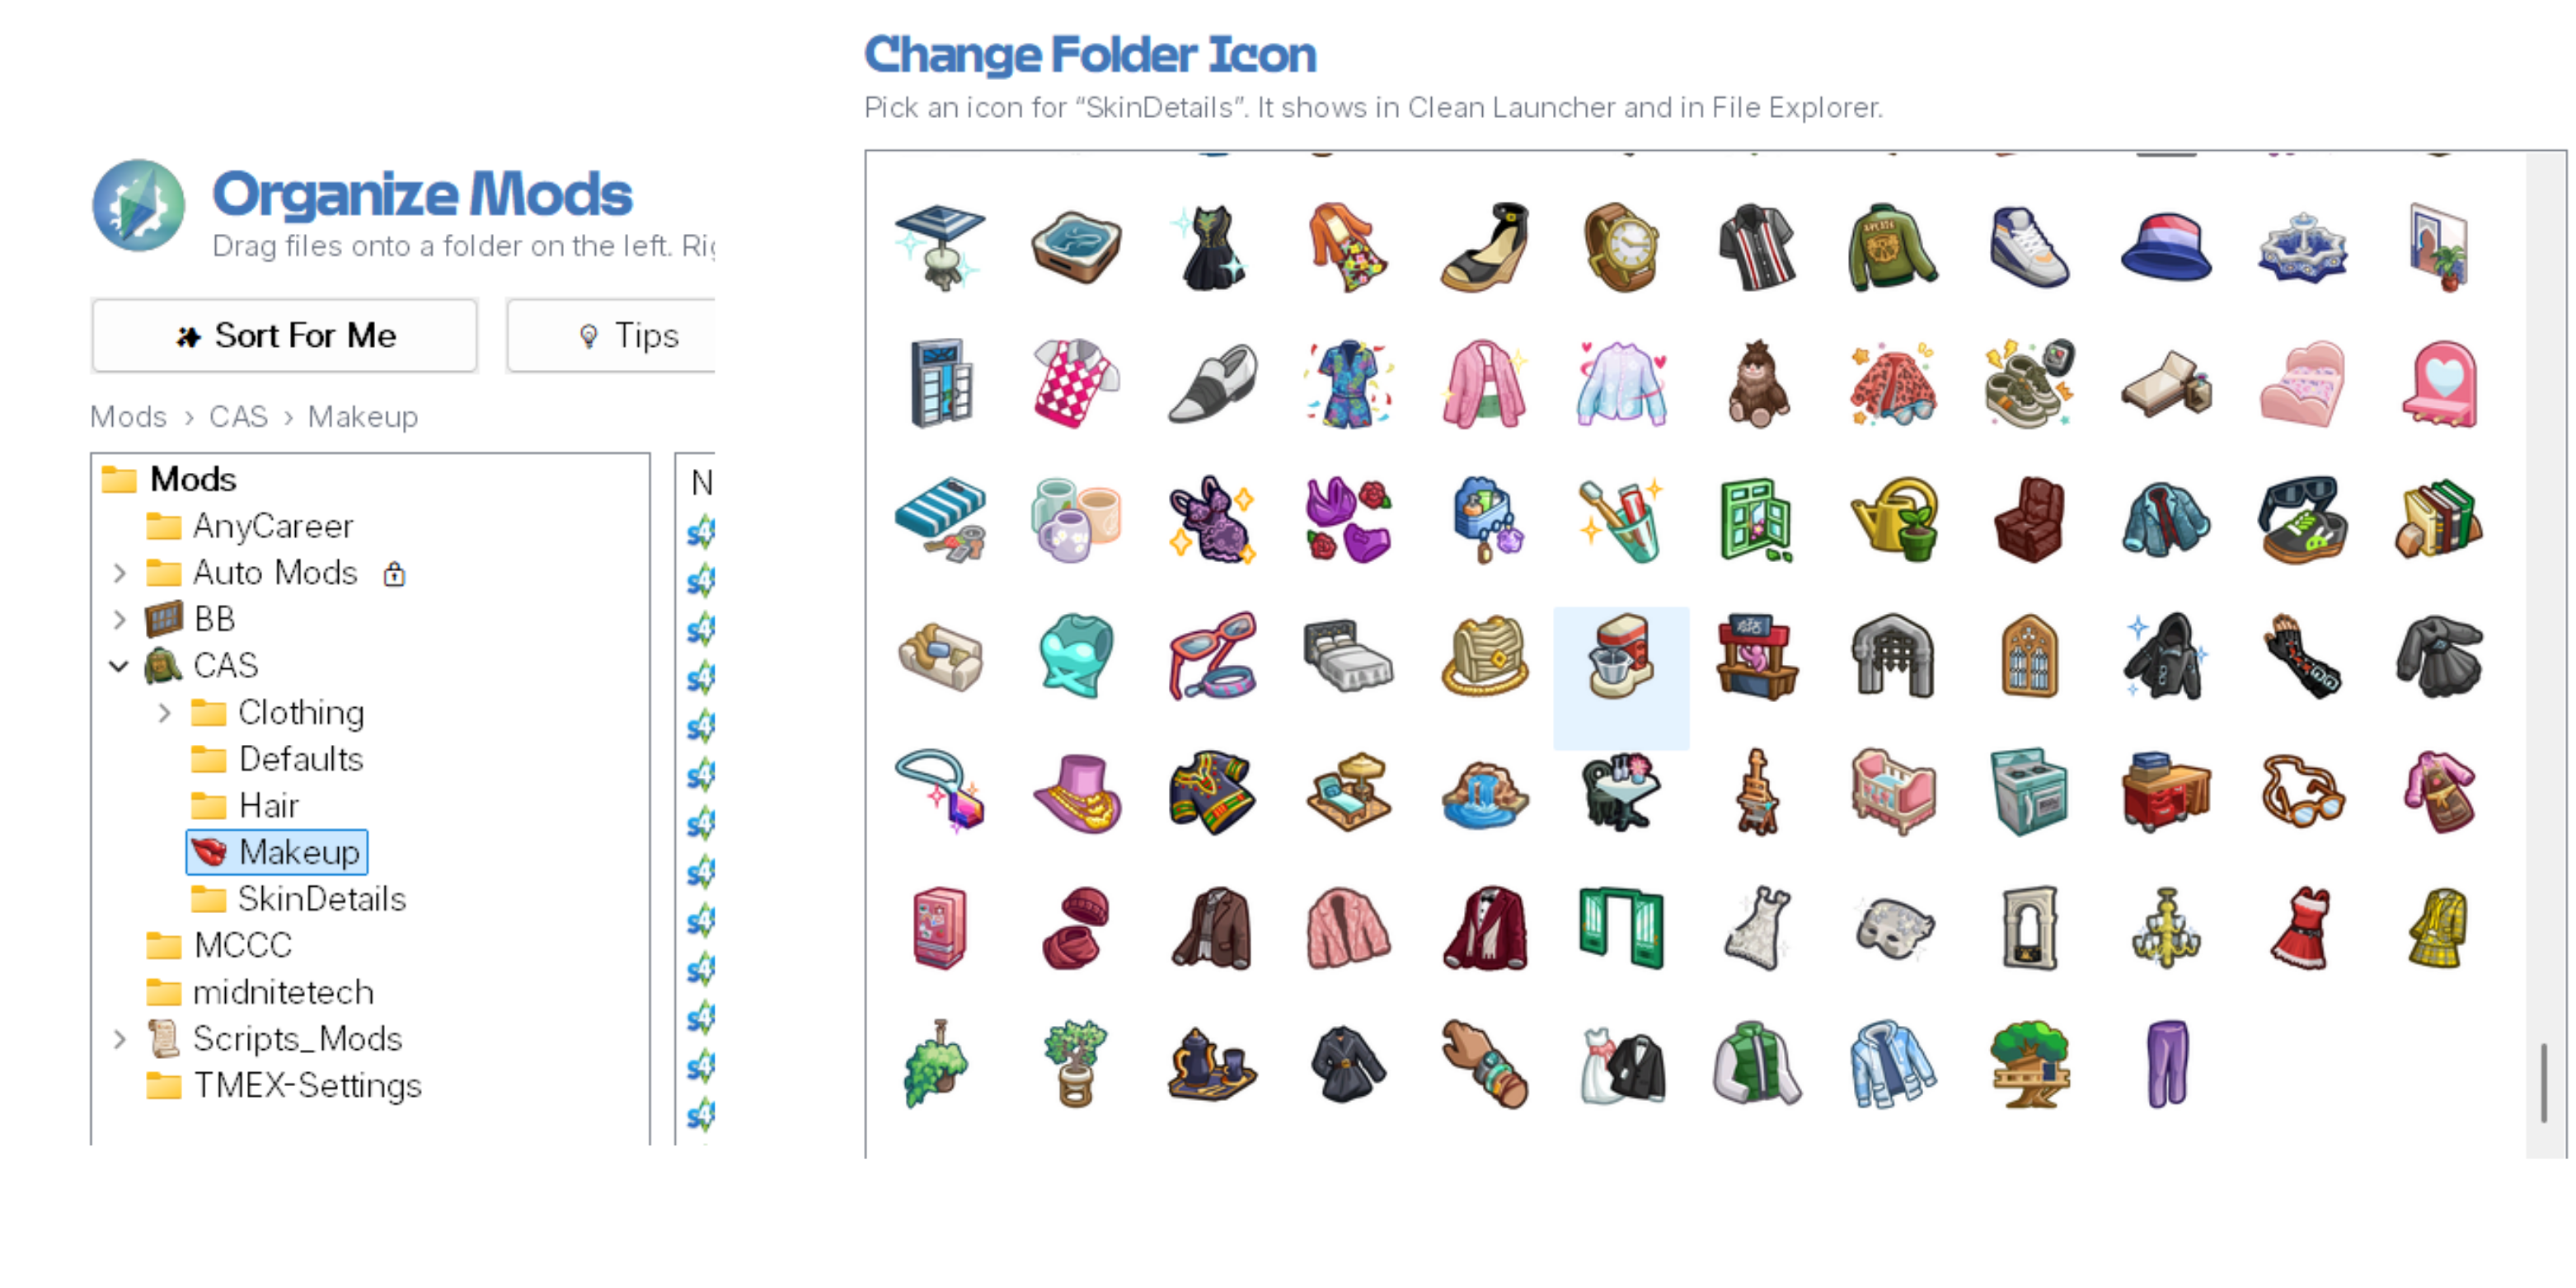 Change Folder Icon
Pick an icon for “SkinDetails”. It shows in Clean Launcher and in File Explorer.
Organize Mods
Drag files onto a folder on the left.
Sort For Me
Tips
Mods › CAS › Makeup
Mods
AnyCareer
Auto Mods
BB
CAS
Clothing
Defaults
Hair
Makeup
SkinDetails
MCCC
midnitetech
Scripts_Mods
TMEX-Settings